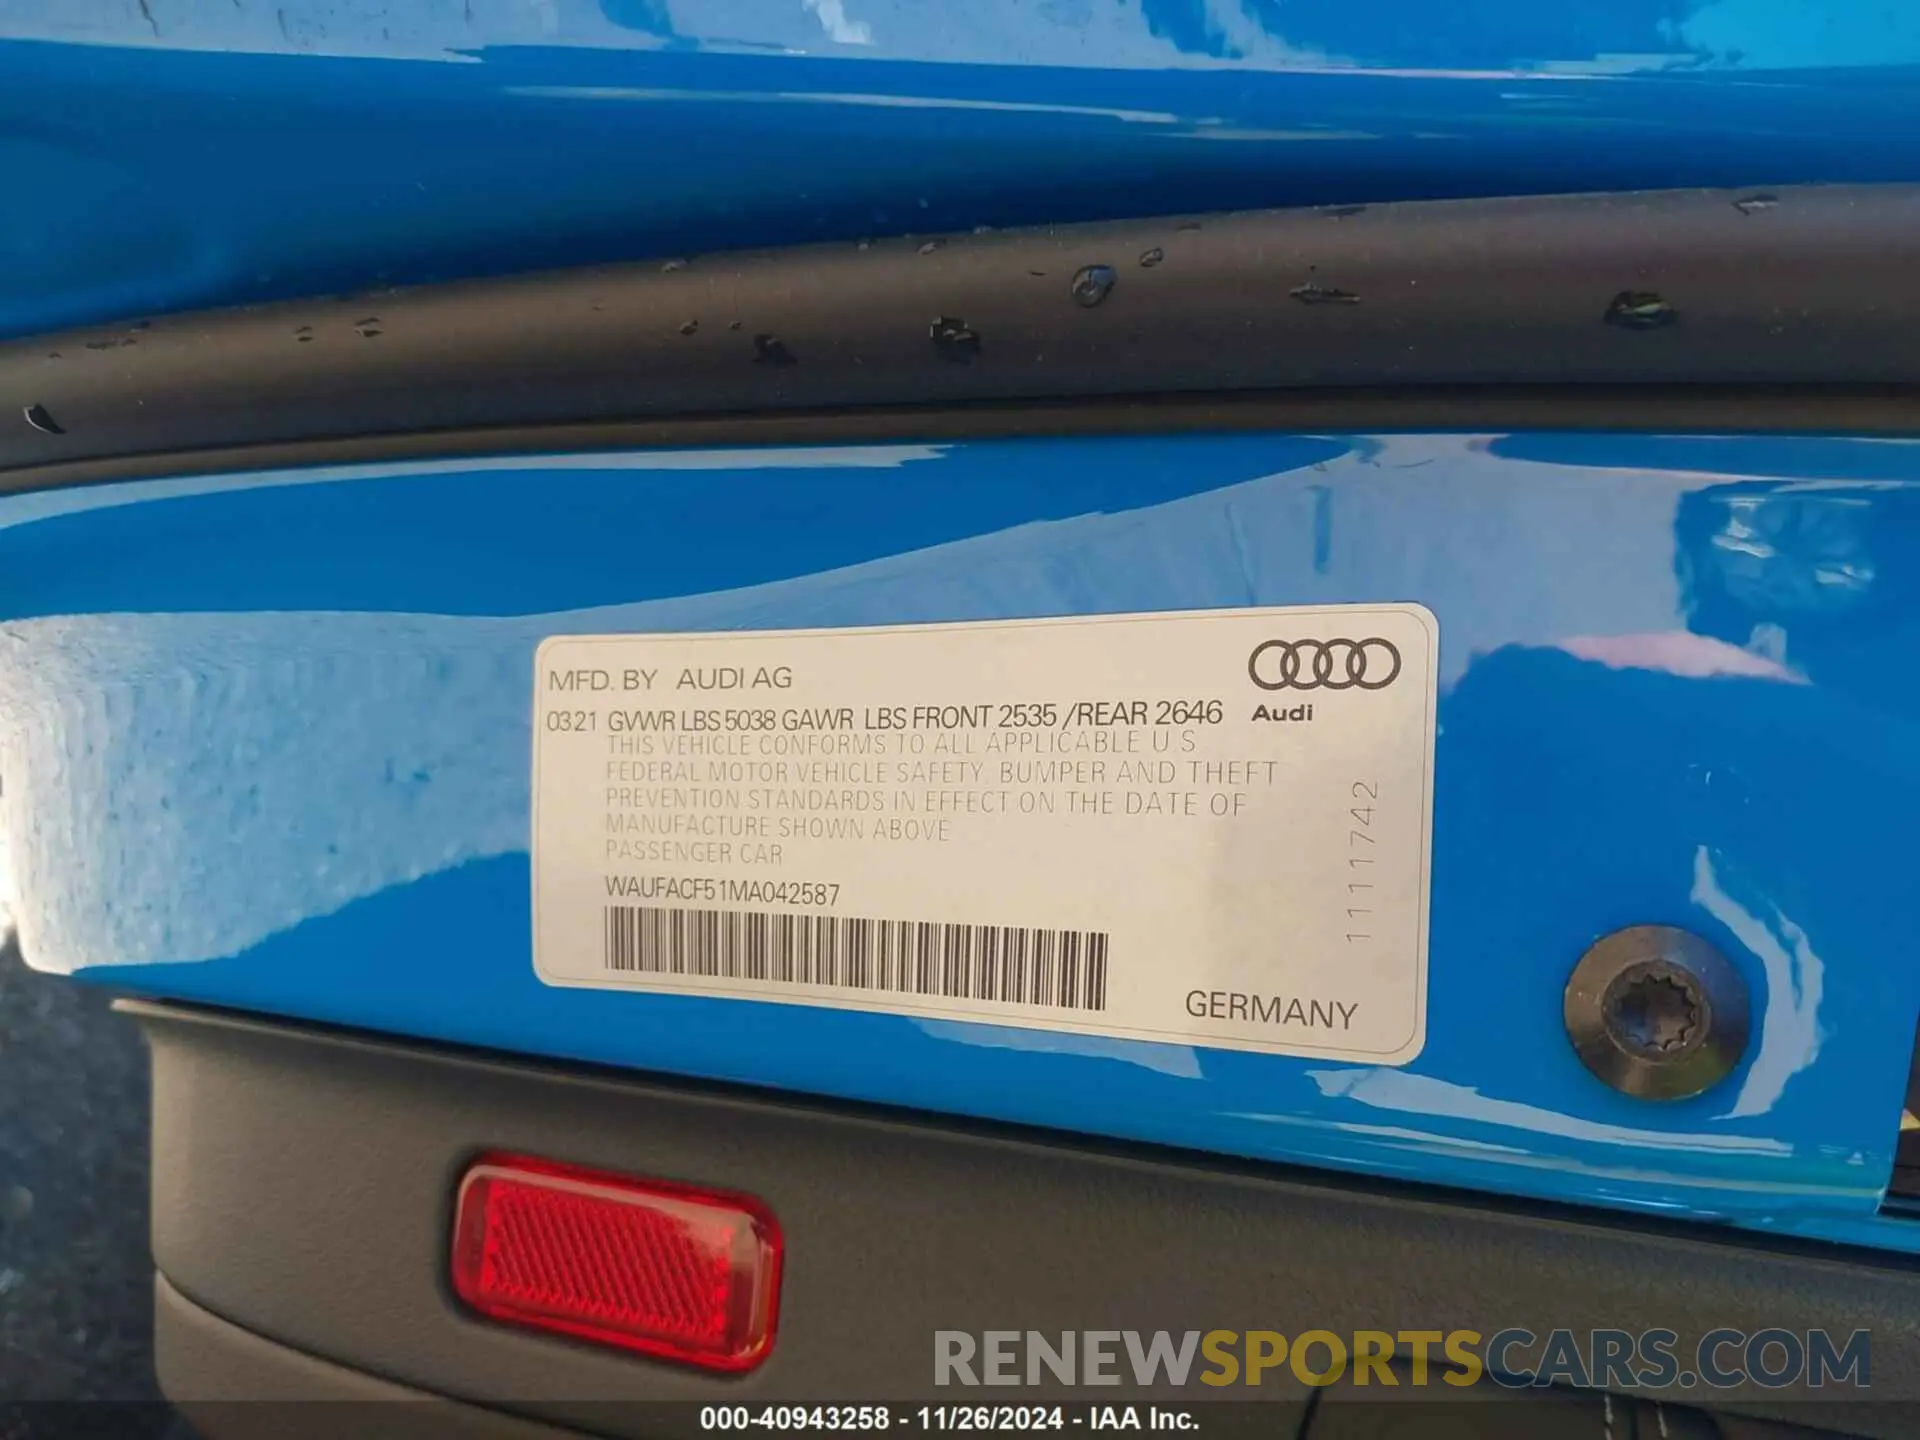 MFD. BY AUDI AG
03.21 GVWR LBS 5038 GAWR LBS FRONT 2535 /REAR 2646
Audi
THIS VEHICLE CONFORMS TO ALL APPLICABLE U.S
FEDERAL MOTOR VEHICLE SAFETY, BUMPER AND THEFT
PREVENTION STANDARDS IN EFFECT ON THE DATE OF
MANUFACTURE SHOWN ABOVE
PASSENGER CAR
WAUFACF51MA042587
1111742
GERMANY
RENEWSPORTSCARS.COM
000-40943258 - 11/26/2024 - IAA Inc.